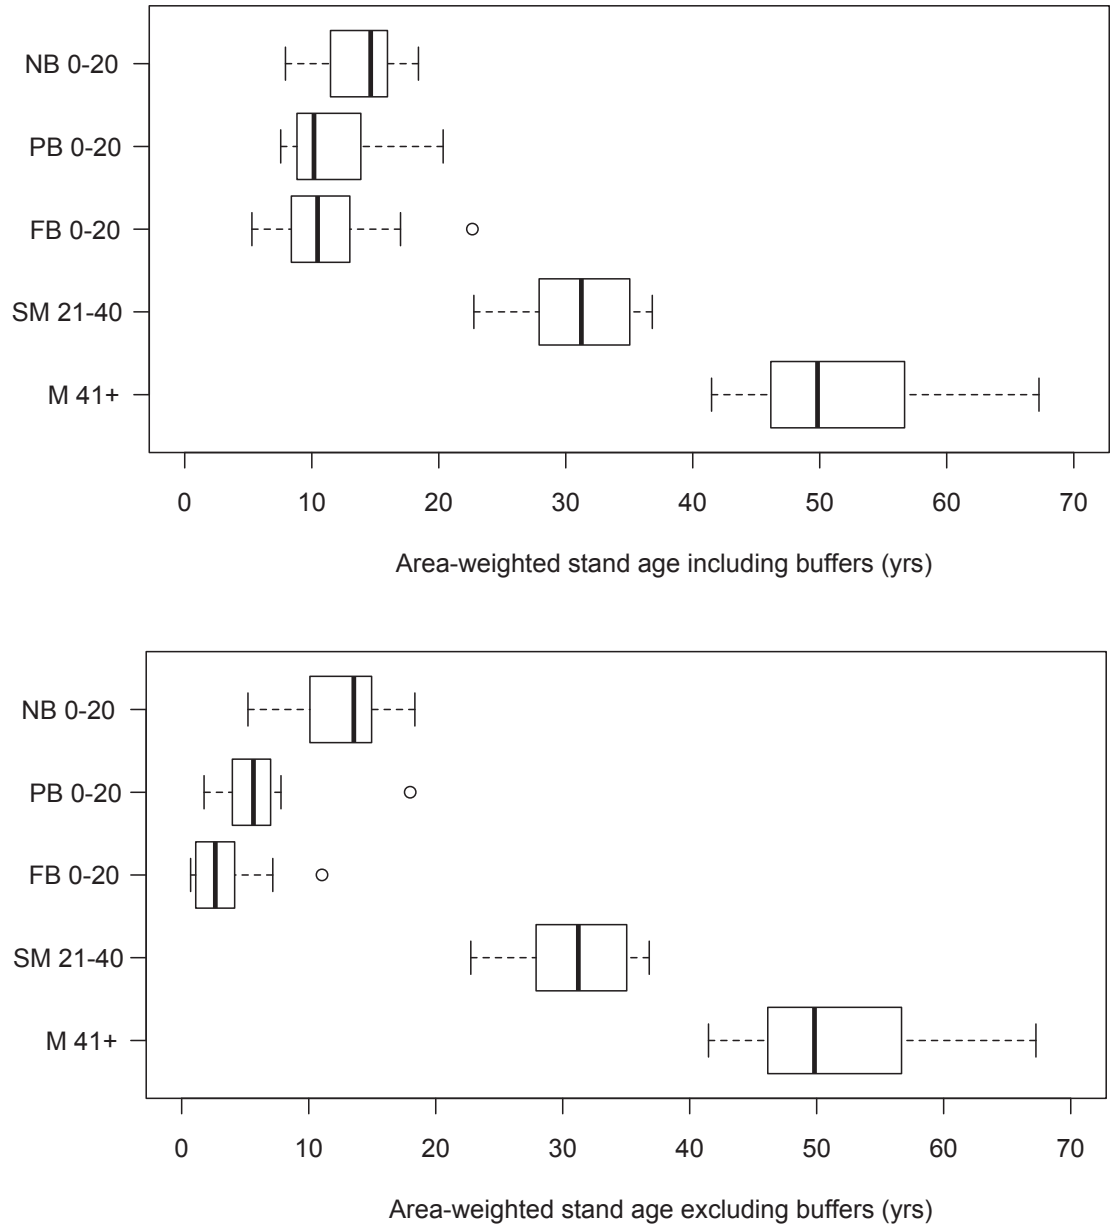 NB 0-20
PB 0-20
FB 0-20
SM 21-40
M 41+
0 10 20 30 40 50 60 70
Area-weighted stand age including buffers (yrs)
NB 0-20
PB 0-20
FB 0-20
SM 21-40
M 41+
0 10 20 30 40 50 60 70
Area-weighted stand age excluding buffers (yrs)